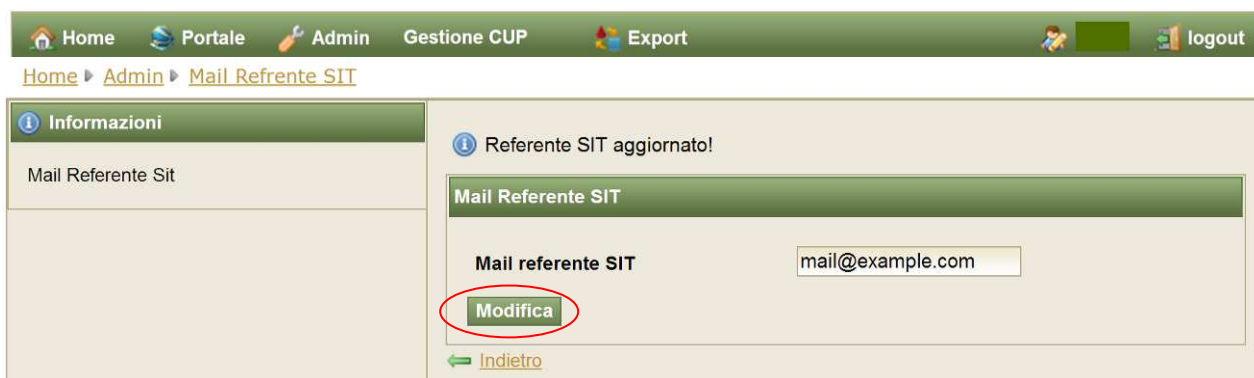 Home Portale Admin Gestione CUP Export logout
Home Admin Mail Refrente SIT
Informazioni
Mail Referente Sit
Referente SIT aggiornato!
Mail Referente SIT
Mail referente SIT mail@example.com
Modifica
Indietro